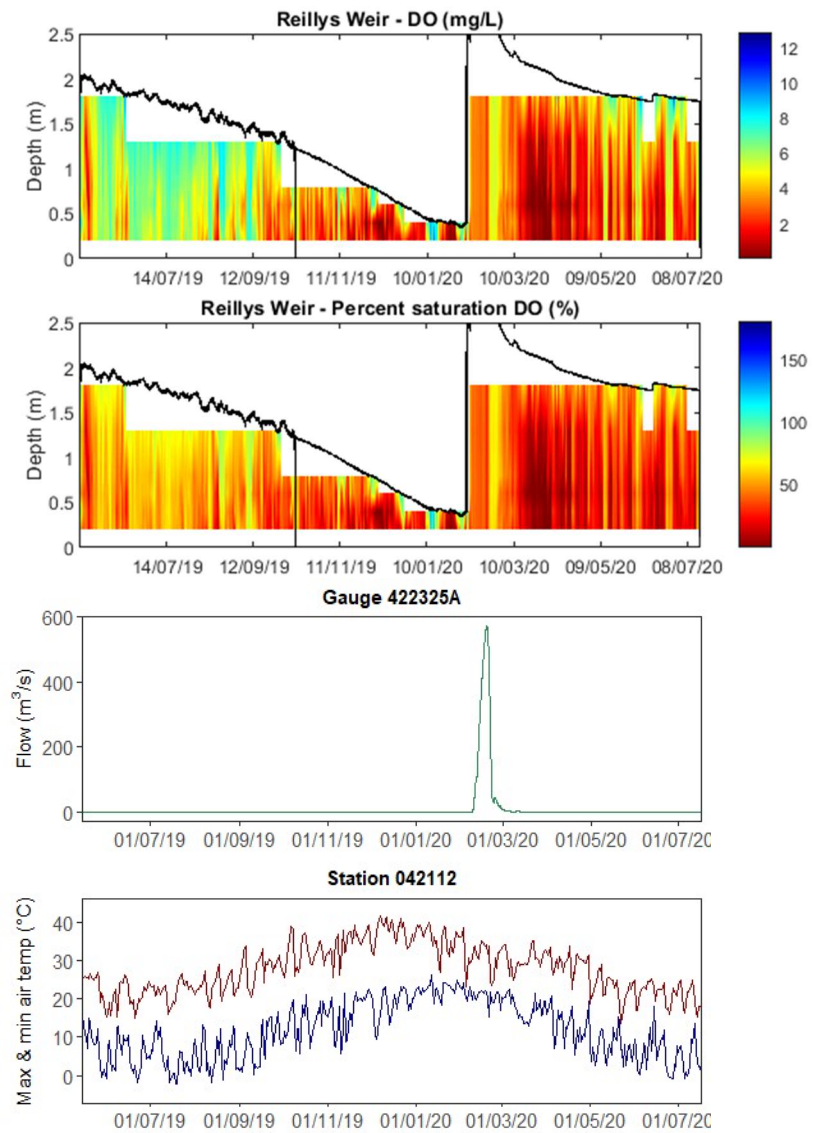 Reillys Weir - DO (mg/L)
2.5
2
1.5
1
0.5
0
Depth (m)
14/07/19 12/09/19 11/11/19 10/01/20 10/03/20 09/05/20 08/07/20
12
10
8
6
4
2
Reillys Weir - Percent saturation DO (%)
2.5
2
1.5
1
0.5
0
Depth (m)
14/07/19 12/09/19 11/11/19 10/01/20 10/03/20 09/05/20 08/07/20
150
100
50
Gauge 422325A
600
400
200
0
Flow (m³/s)
01/07/19 01/09/19 01/11/19 01/01/20 01/03/20 01/05/20 01/07/20
Station 042112
40
30
20
10
0
Max & min air temp (°C)
01/07/19 01/09/19 01/11/19 01/01/20 01/03/20 01/05/20 01/07/20